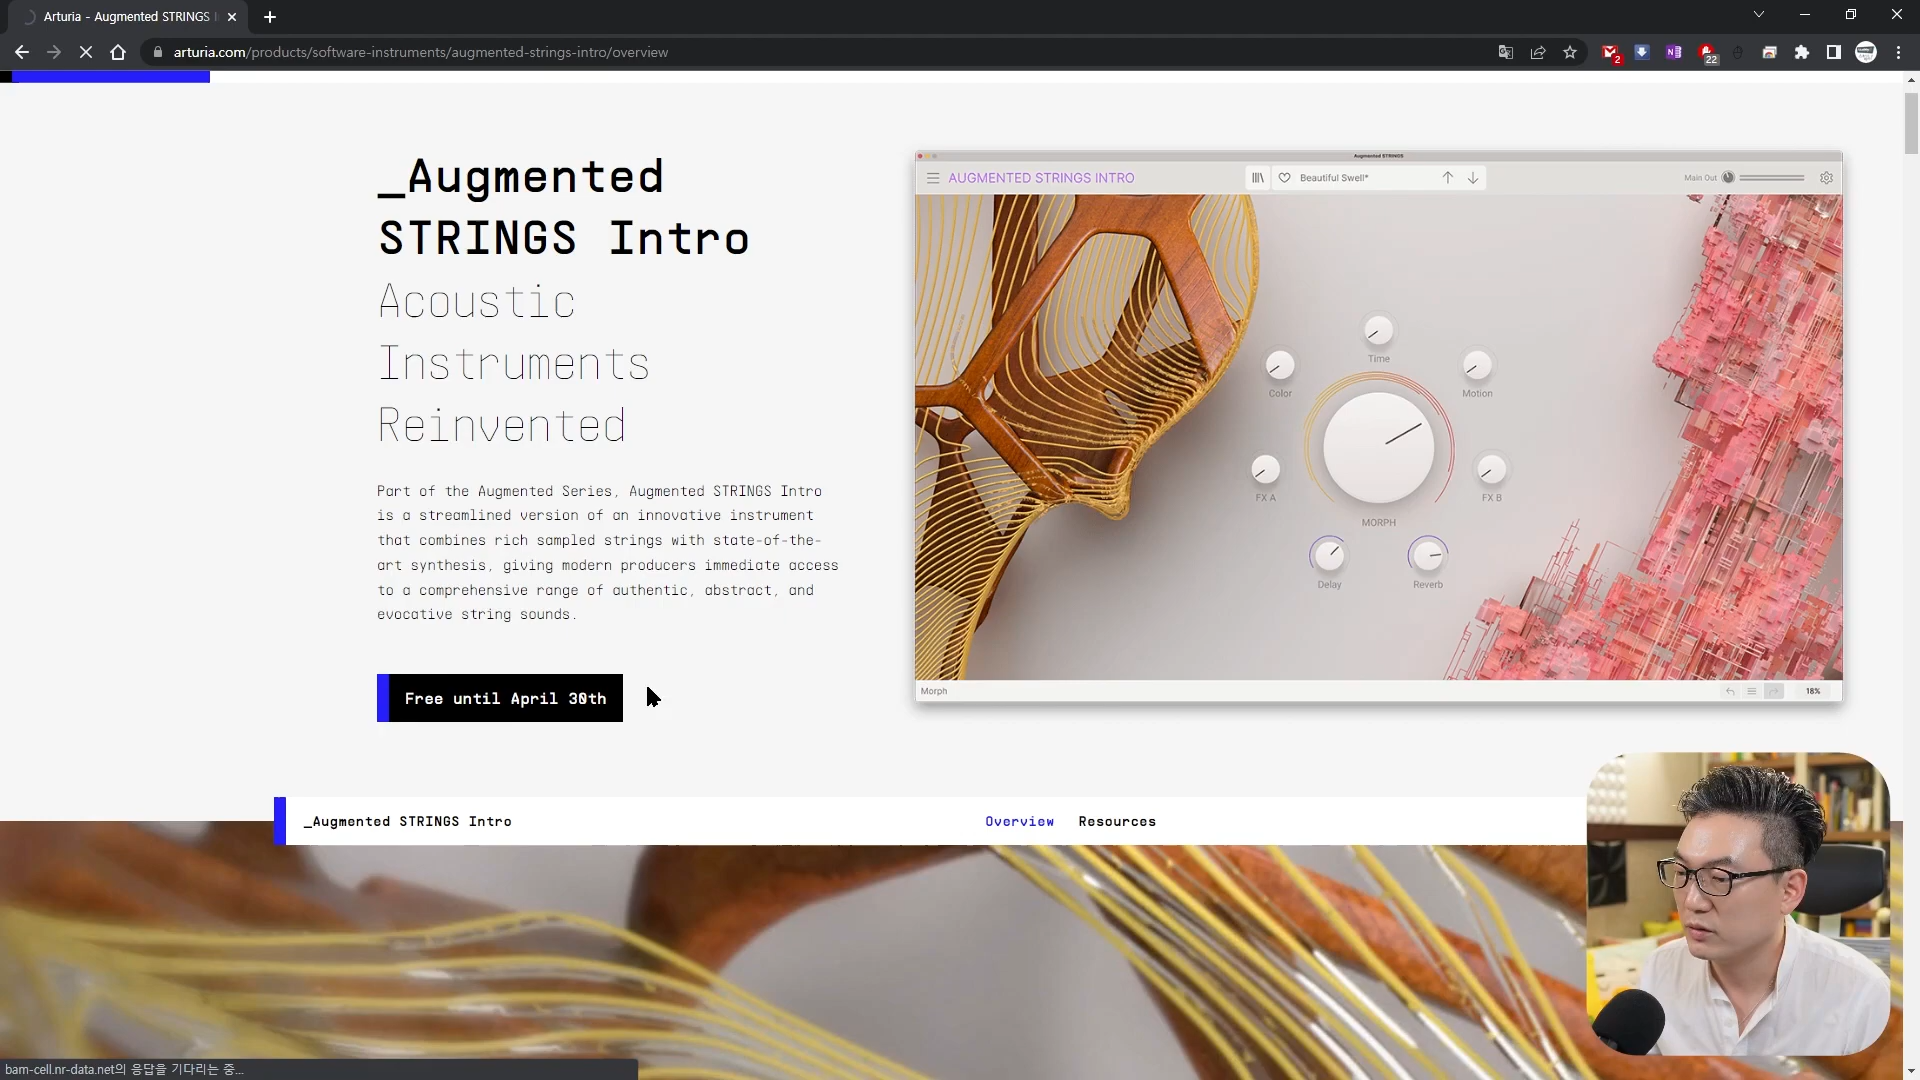 Arturia - Augmented STRINGS I
arturia.com/products/software-instruments/augmented-strings-intro/overview
2
22
_Augmented
STRINGS Intro
Acoustic
Instruments
Reinvented
Part of the Augmented Series, Augmented STRINGS Intro
is a streamlined version of an innovative instrument
that combines rich sampled strings with state-of-the-
art synthesis, giving modern producers immediate access
to a comprehensive range of authentic, abstract, and
evocative string sounds.
Free until April 30th
Augmented STRINGS
AUGMENTED STRINGS INTRO
Beautiful Swell*
Main Out
Time
Color
Motion
FX A
FX B
MORPH
Delay
Reverb
Morph
18%
_Augmented STRINGS Intro
Overview
Resources
bam-cell.nr-data.net의 응답을 기다리는 중...